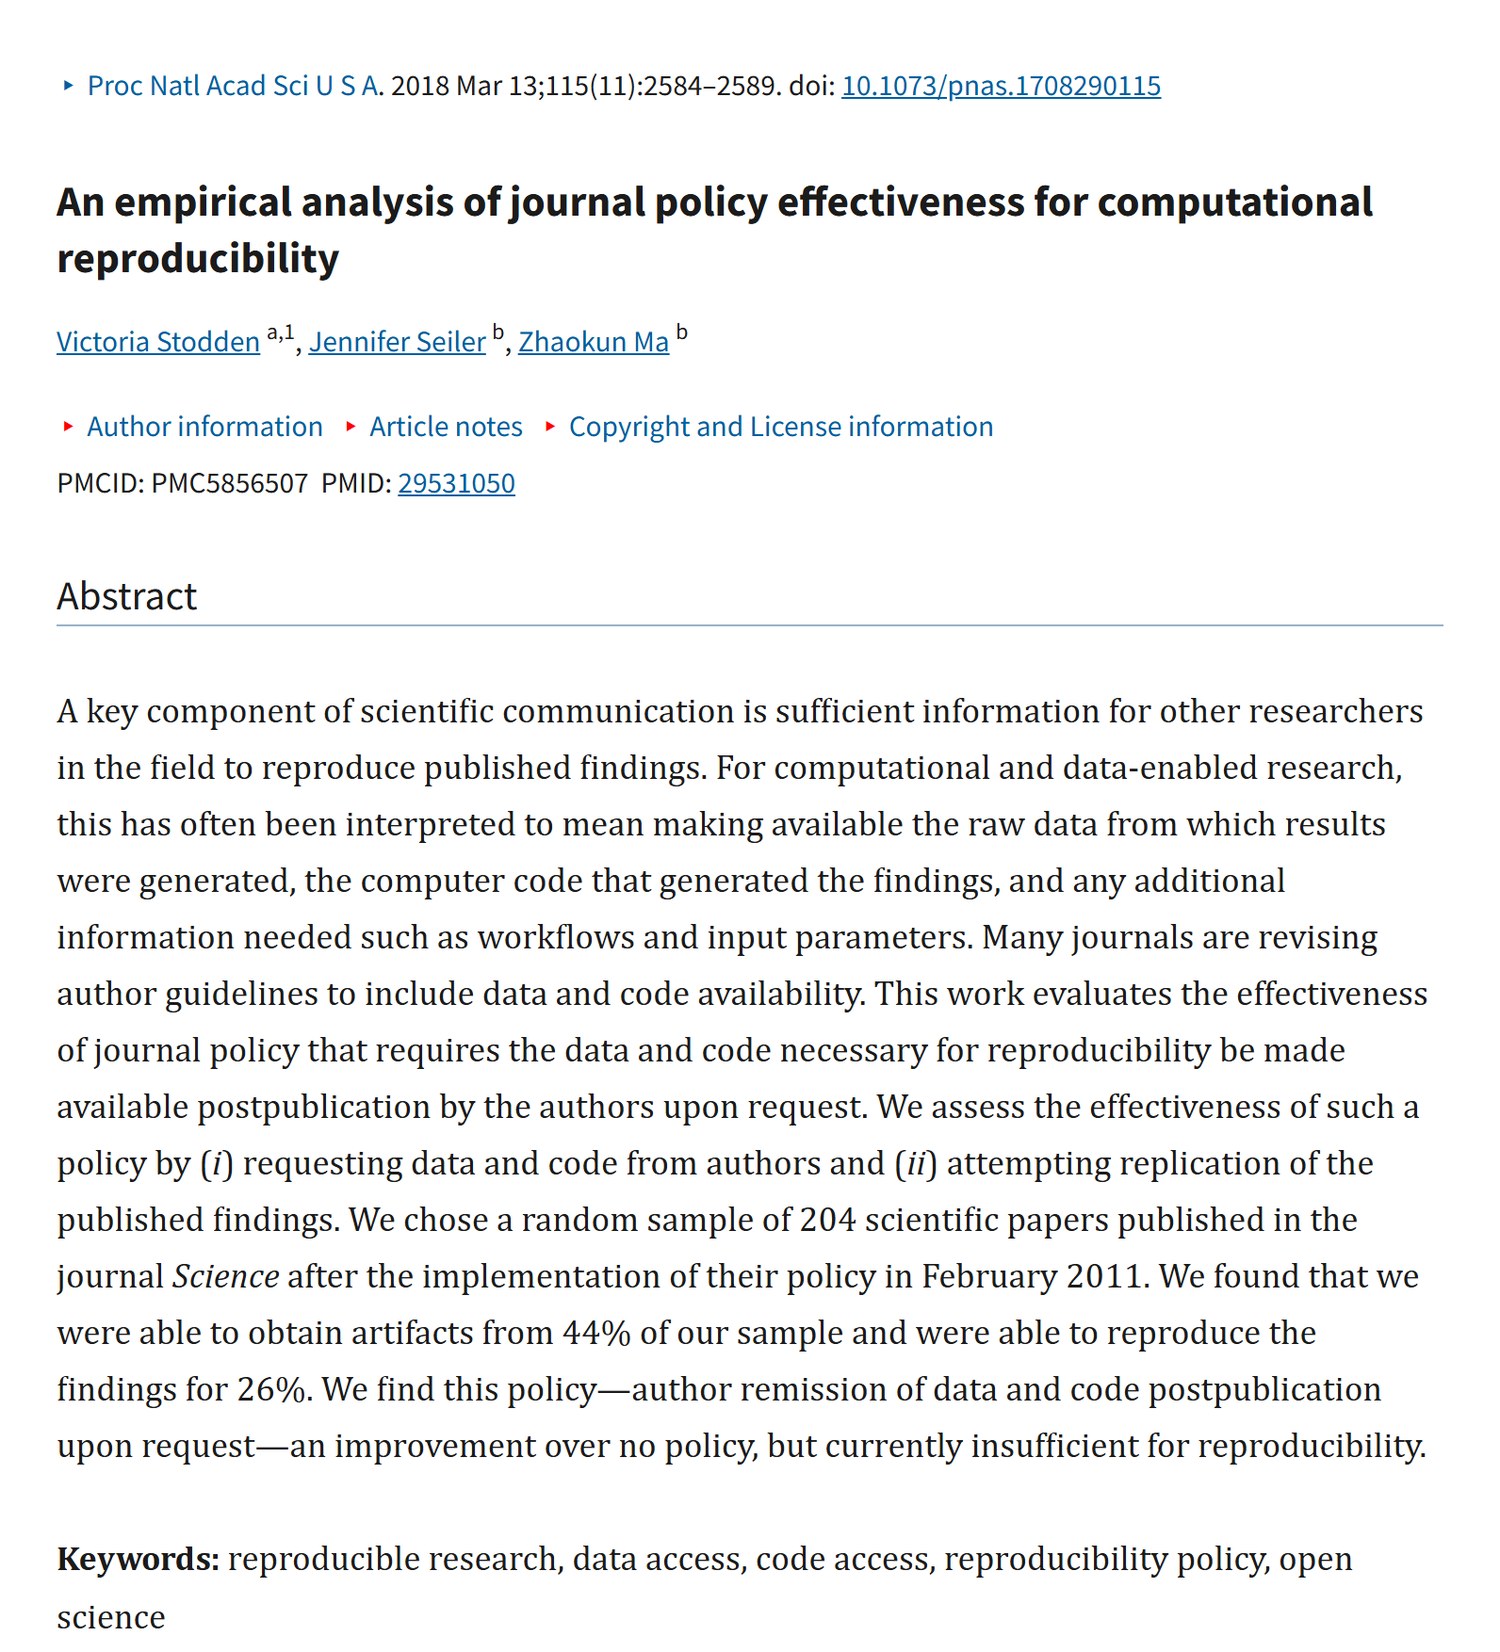 ‣ Proc Natl Acad Sci U S A. 2018 Mar 13;115(11):2584–2589. doi: 10.1073/pnas.1708290115
An empirical analysis of journal policy effectiveness for computational
reproducibility
Victoria Stodden a,1, Jennifer Seiler b, Zhaokun Ma b
‣ Author information ‣ Article notes ‣ Copyright and License information
PMCID: PMC5856507 PMID: 29531050
Abstract
A key component of scientific communication is sufficient information for other researchers
in the field to reproduce published findings. For computational and data-enabled research,
this has often been interpreted to mean making available the raw data from which results
were generated, the computer code that generated the findings, and any additional
information needed such as workflows and input parameters. Many journals are revising
author guidelines to include data and code availability. This work evaluates the effectiveness
of journal policy that requires the data and code necessary for reproducibility be made
available postpublication by the authors upon request. We assess the effectiveness of such a
policy by (i) requesting data and code from authors and (ii) attempting replication of the
published findings. We chose a random sample of 204 scientific papers published in the
journal Science after the implementation of their policy in February 2011. We found that we
were able to obtain artifacts from 44% of our sample and were able to reproduce the
findings for 26%. We find this policy—author remission of data and code postpublication
upon request—an improvement over no policy, but currently insufficient for reproducibility.
Keywords: reproducible research, data access, code access, reproducibility policy, open
science